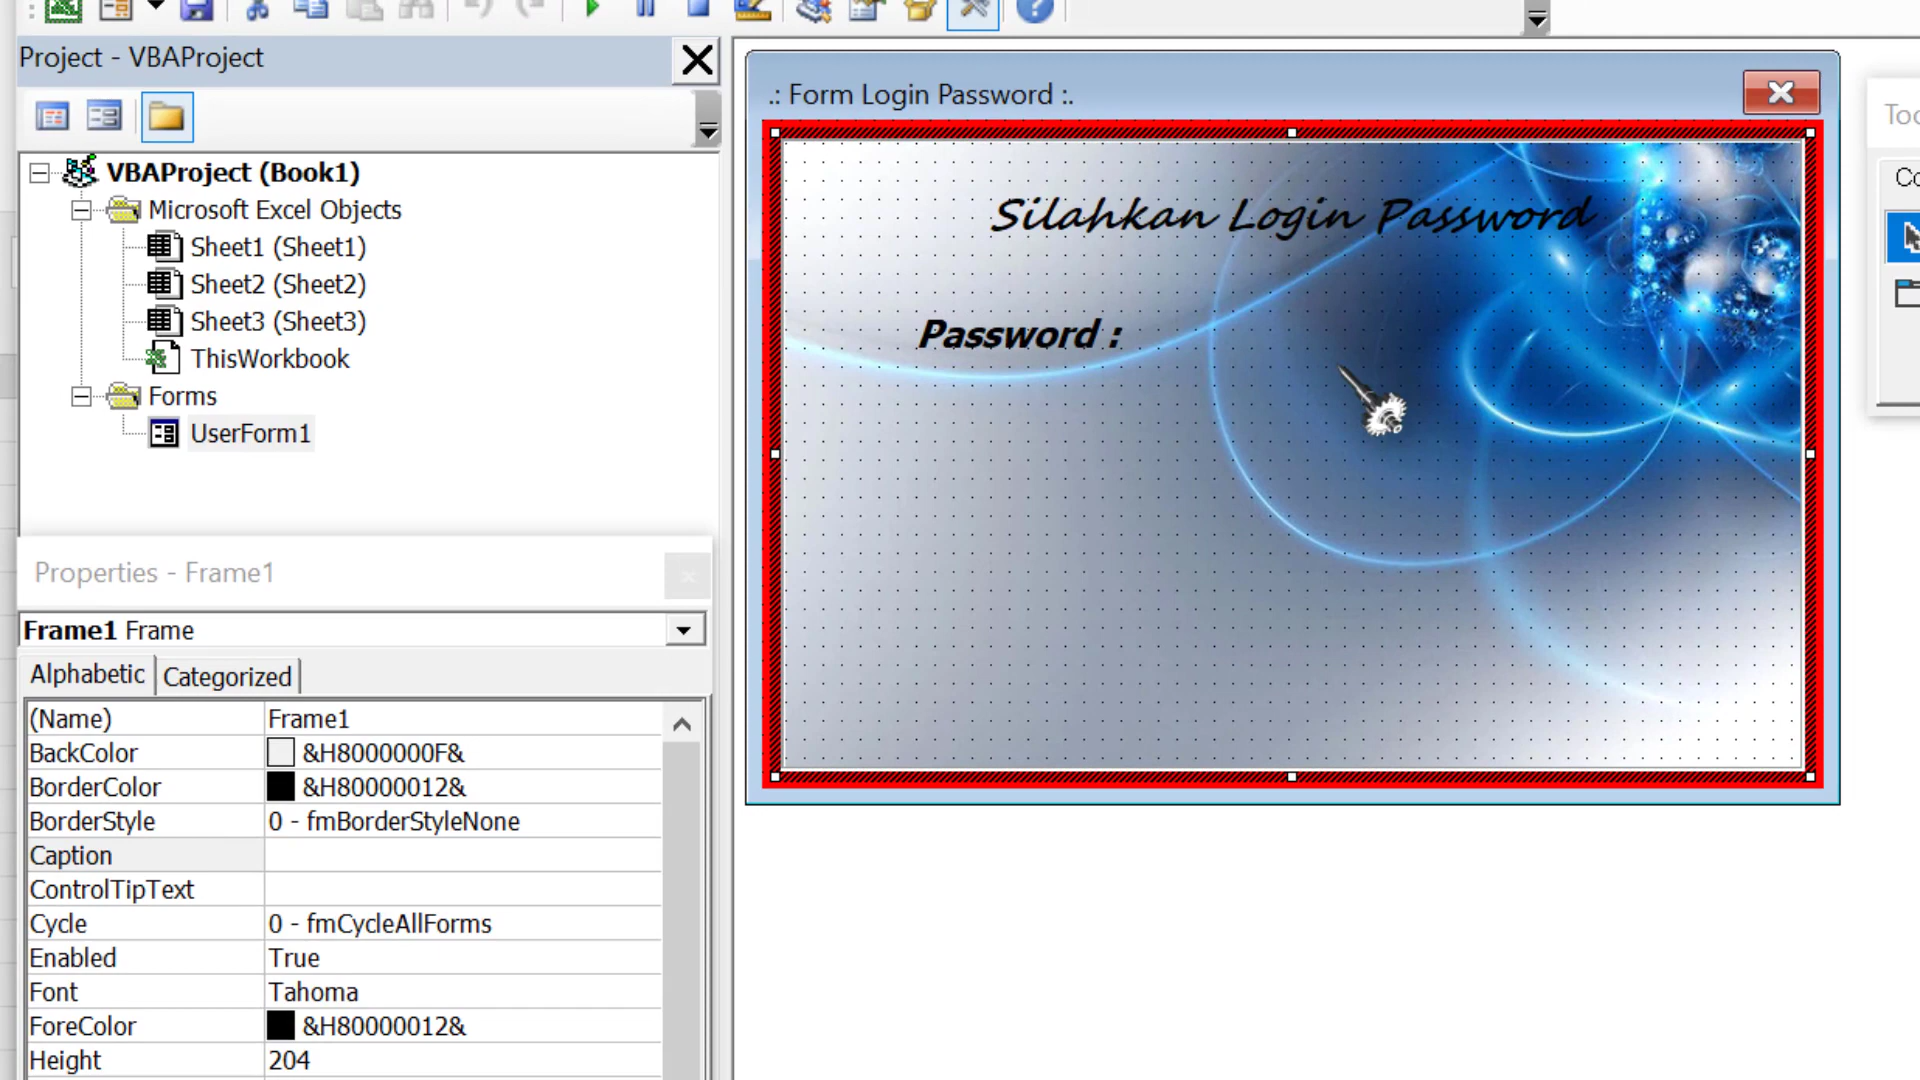 Project - VBAProject
VBAProject (Book1)
Microsoft Excel Objects
Sheet1 (Sheet1)
Sheet2 (Sheet2)
Sheet3 (Sheet3)
ThisWorkbook
Forms
UserForm1
Properties - Frame1
Frame1 Frame
Alphabetic Categorized
(Name) Frame1
BackColor &H8000000F&
BorderColor &H80000012&
BorderStyle 0 - fmBorderStyleNone
Caption
ControlTipText
Cycle 0 - fmCycleAllForms
Enabled True
Font Tahoma
ForeColor &H80000012&
Height 204
.: Form Login Password :.
Silahkan Login Password
Password :